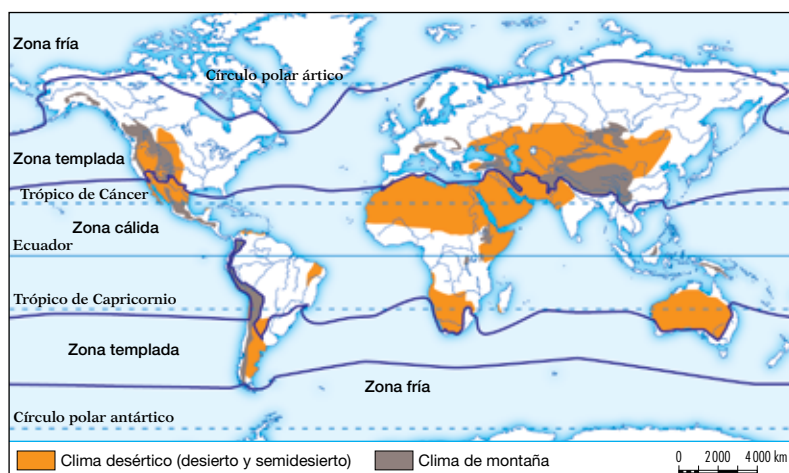 Zona fría
Círculo polar ártico
Zona templada
Trópico de Cáncer
Zona cálida
Ecuador
Trópico de Capricornio
Zona templada
Zona fría
Círculo polar antártico
Clima desértico (desierto y semidesierto)
Clima de montaña
0 2000 4000 km